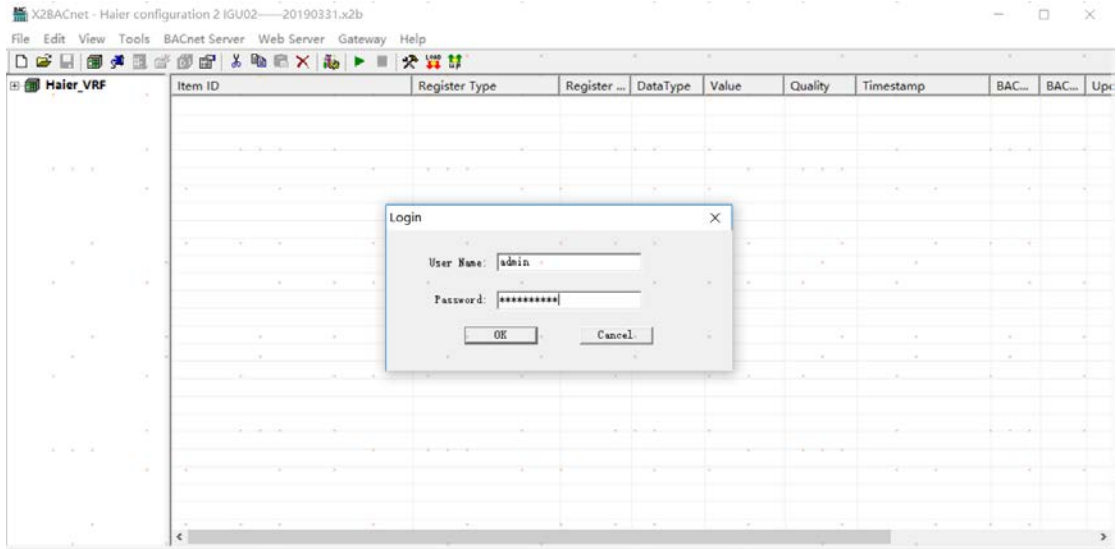 X2BACnet - Haier configuration 2 IGU02——20190331.x2b
File Edit View Tools BACnet Server Web Server Gateway Help
Haier_VRF
Item ID Register Type Register ... DataType Value Quality Timestamp BAC... BAC... Upd
Login
User Name: admin
Password: **********
OK Cancel